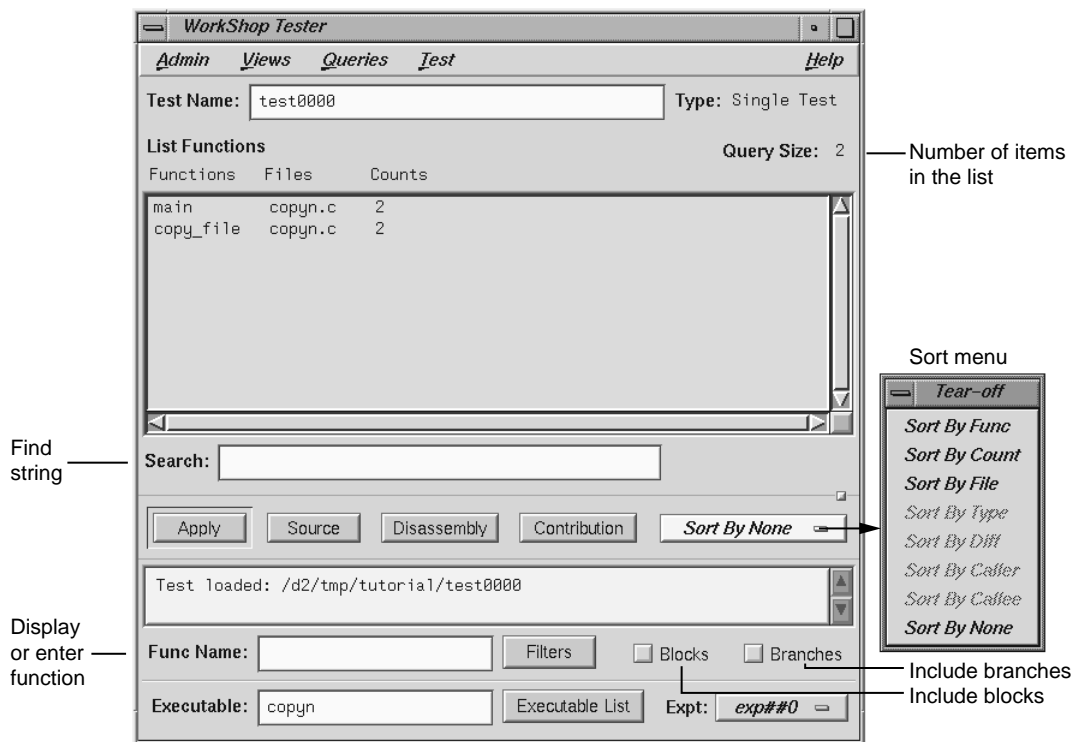 WorkShop Tester
Admin Views Queries Test Help
Test Name: test0000 Type: Single Test
List Functions
Query Size: 2
Number of items
in the list
Functions Files Counts
main copyn.c 2
copy_file copyn.c 2
Find
string
Search:
Apply Source Disassembly Contribution Sort By None
Sort menu
Tear-off
Sort By Func
Sort By Count
Sort By File
Sort By Type
Sort By Diff
Sort By Caller
Sort By Callee
Sort By None
Test loaded: /d2/tmp/tutorial/test0000
Display
or enter
function
Func Name: Filters Blocks Branches
Include branches
Include blocks
Executable: copyn Executable List Expt: exp##0